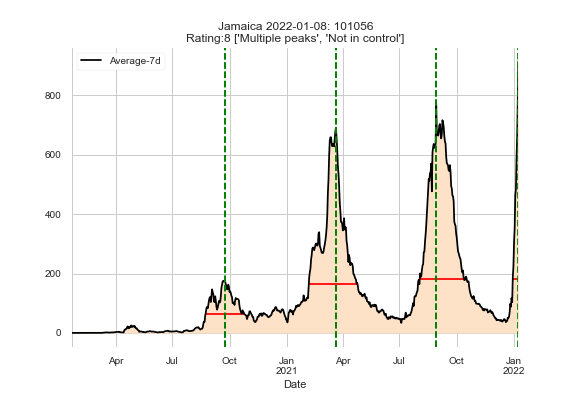 Jamaica 2022-01-08: 101056
Rating:8 ['Multiple peaks', 'Not in control']
Average-7d
800
600
400
200
0
Apr Jul Oct Jan Apr Jul Oct Jan
2021 2022
Date